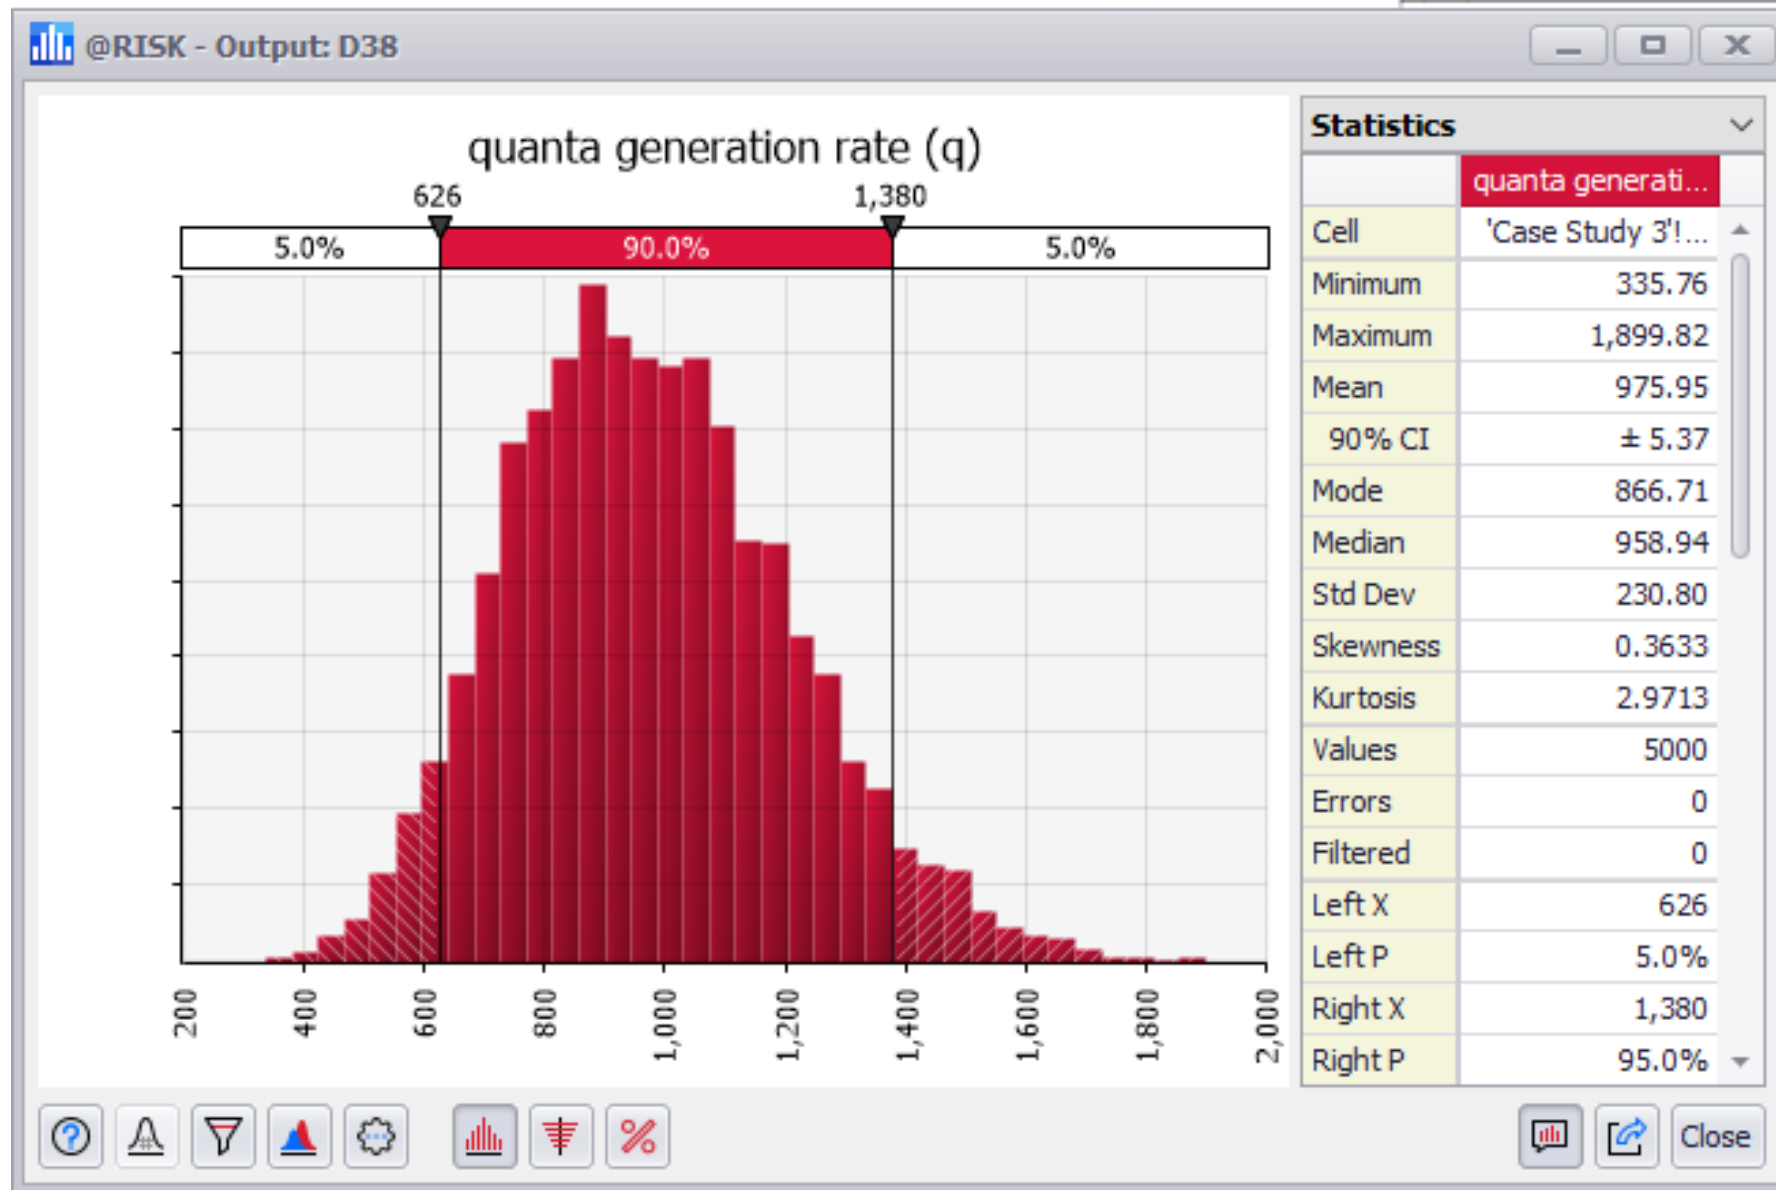 @RISK - Output: D38
quanta generation rate (q)
626 1,380
5.0% 90.0% 5.0%
200 400 600 800 1,000 1,200 1,400 1,600 1,800 2,000
Statistics
quanta generati...
Cell 'Case Study 3'!...
Minimum 335.76
Maximum 1,899.82
Mean 975.95
90% CI ± 5.37
Mode 866.71
Median 958.94
Std Dev 230.80
Skewness 0.3633
Kurtosis 2.9713
Values 5000
Errors 0
Filtered 0
Left X 626
Left P 5.0%
Right X 1,380
Right P 95.0%
? %
Close